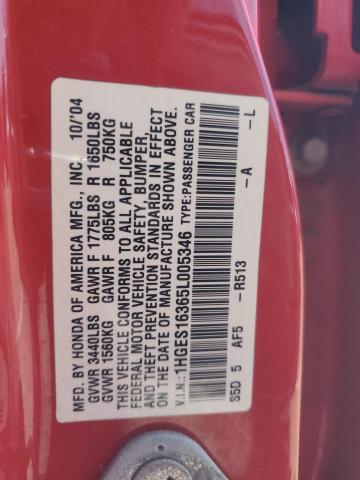 MFD. BY HONDA OF AMERICA MFG., INC. 10/'04
GVWR 3440LBS GAWR F 1775LBS R 1650LBS
GVWR 1560KG GAWR F 805KG R 750KG
THIS VEHICLE CONFORMS TO ALL APPLICABLE
FEDERAL MOTOR VEHICLE SAFETY, BUMPER,
AND THEFT PREVENTION STANDARDS IN EFFECT
ON THE DATE OF MANUFACTURE SHOWN ABOVE.
V.I.N.: 1HGES16365L005346 TYPE:PASSENGER CAR
S5D 5 AF5 -R513 -A -L